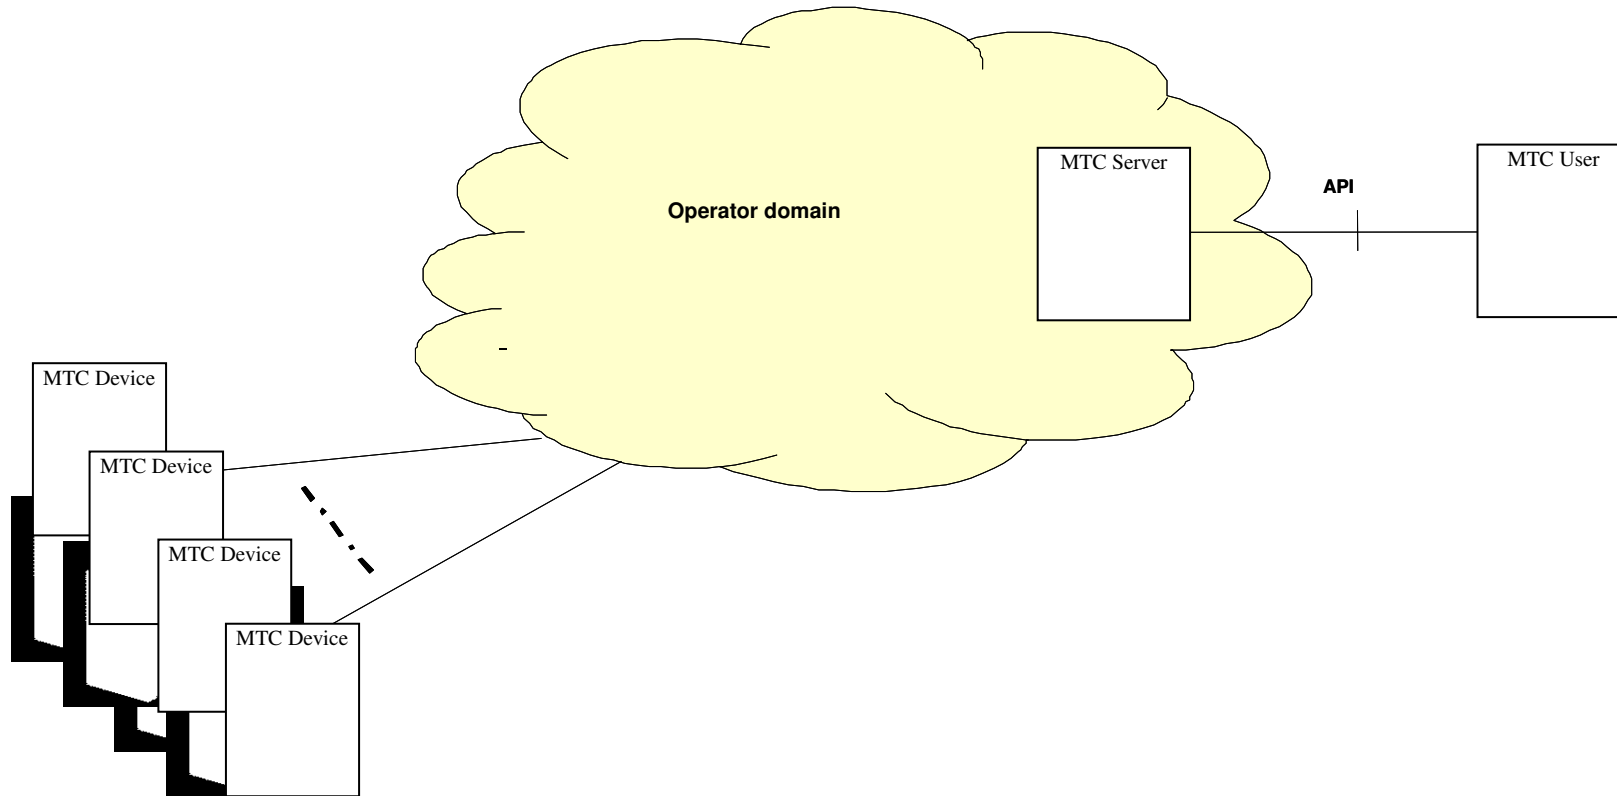 MTC Server
MTC User
API
Operator domain
MTC Device
MTC Device
MTC Device
MTC Device